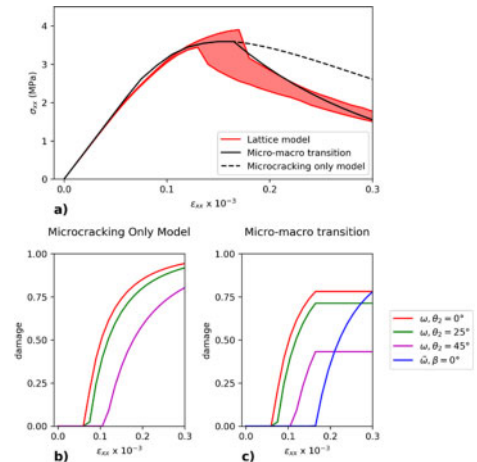 4
3
2
1
0
σxx (MPa)
Lattice model
Micro-macro transition
Microcracking only model
0.0 0.1 0.2 0.3
a) εxx x 10⁻³
Microcracking Only Model Micro-macro transition
1.00 1.00
0.75 0.75
0.50 0.50
0.25 0.25
0.00 0.00
damage damage
ω, θ₂ = 0°
ω, θ₂ = 25°
ω, θ₂ = 45°
ω̃, β = 0°
0.0 0.1 0.2 0.3 0.0 0.1 0.2 0.3
b) εxx x 10⁻³ c) εxx x 10⁻³